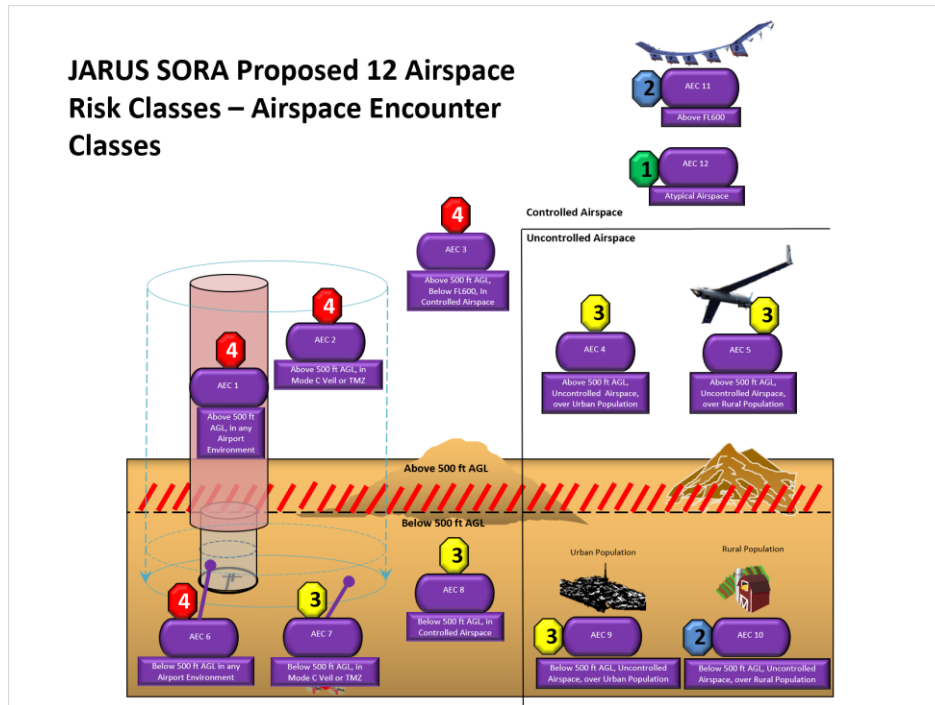 JARUS SORA Proposed 12 Airspace
Risk Classes – Airspace Encounter
Classes
2
AEC 11
Above FL600
1
AEC 12
Atypical Airspace
Controlled Airspace
Uncontrolled Airspace
4
AEC 3
Above 500 ft AGL,
Below FL600, In
Controlled Airspace
4
AEC 2
Above 500 ft AGL, in
Mode C Veil or TMZ
4
AEC 1
Above 500 ft
AGL, in any
Airport
Environment
3
AEC 4
Above 500 ft AGL,
Uncontrolled Airspace,
over Urban Population
3
AEC 5
Above 500 ft AGL,
Uncontrolled Airspace,
over Rural Population
Above 500 ft AGL
Below 500 ft AGL
4
AEC 6
Below 500 ft AGL in any
Airport Environment
3
AEC 7
Below 500 ft AGL, in
Mode C Veil or TMZ
3
AEC 8
Below 500 ft AGL, in
Controlled Airspace
Urban Population
3
AEC 9
Below 500 ft AGL, Uncontrolled
Airspace, over Urban Population
Rural Population
2
AEC 10
Below 500 ft AGL, Uncontrolled
Airspace, over Rural Population